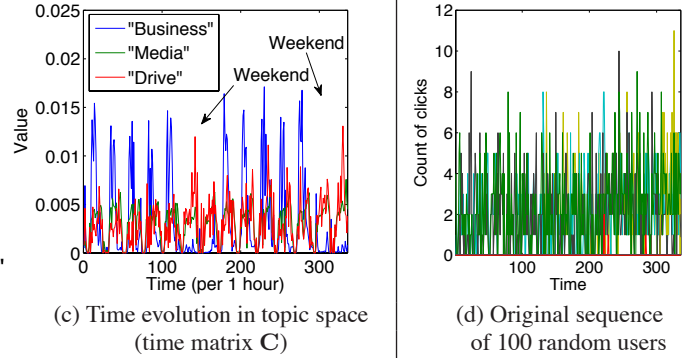 0.025
0.02
0.015
0.01
0.005
0
Value
"Business"
"Media"
"Drive"
Weekend
Weekend
0 100 200 300
Time (per 1 hour)
(c) Time evolution in topic space
(time matrix C)
12
10
8
6
4
2
0
Count of clicks
100 200 300
Time
(d) Original sequence
of 100 random users